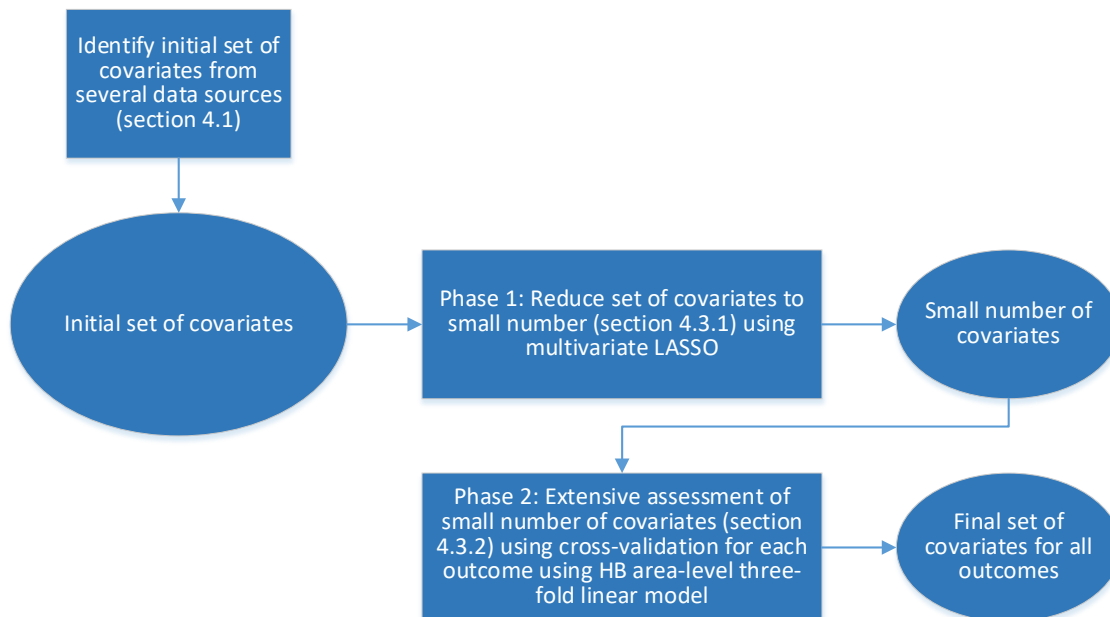 Identify initial set of
covariates from
several data sources
(section 4.1)
Initial set of covariates
Phase 1: Reduce set of covariates to
small number (section 4.3.1) using
multivariate LASSO
Small number of
covariates
Phase 2: Extensive assessment of
small number of covariates (section
4.3.2) using cross-validation for each
outcome using HB area-level three-
fold linear model
Final set of
covariates for all
outcomes